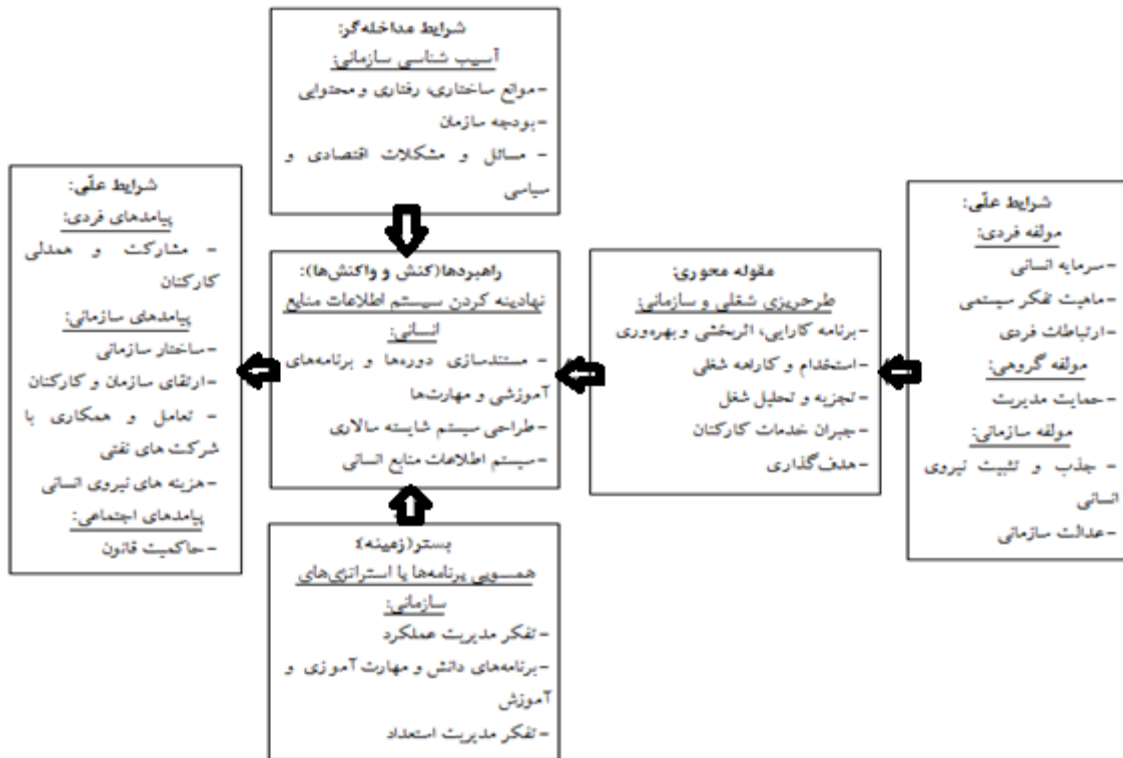 شرایط مداخله‌گر:
آسیب شناسی سازمانی:
-موانع ساختاری، رفتاری و محتوایی
-بودجه سازمان
- مسائل و مشکلات اقتصادی و
سیاسی
شرایط علّی:
مولفه فردی:
-سرمایه انسانی
-ماهیت تفکر سیستمی
-ارتباطات فردی
مولفه گروهی:
-حمایت مدیریت
مولفه سازمانی:
- جذب و تثبیت نیروی
انسانی
-عدالت سازمانی
مقوله محوری:
طرحریزی شغلی و سازمانی:
-برنامه کارایی، اثربخشی و بهره‌وری
-استخدام و کاراهه شغلی
-تجزیه و تحلیل شغل
-جبران خدمات کارکنان
-هدف‌گذاری
راهبردها(کنش و واکنش‌ها):
نهادینه کردن سیستم اطلاعات منابع
انسانی:
- مستندسازی دوره‌ها و برنامه‌های
آموزشی و مهارت‌ها
-طراحی سیستم شایسته سالاری
-سیستم اطلاعات منابع انسانی
شرایط علّی:
پیامدهای فردی:
- مشارکت و همدلی
کارکنان
پیامدهای سازمانی:
-ساختار سازمانی
-ارتقای سازمان و کارکنان
- تعامل و همکاری با
شرکت های نفتی
-هزینه های نیروی انسانی
پیامدهای اجتماعی:
-حاکمیت قانون
بستر(زمینه):
همسویی برنامه‌ها با استراتژی‌های
سازمانی:
-تفکر مدیریت عملکرد
-برنامه‌های دانش و مهارت آموزی و
آموزش
-تفکر مدیریت استعداد